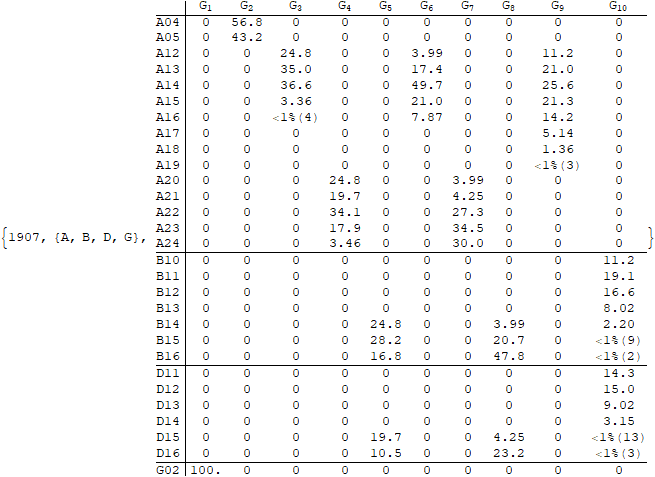 G1 G2 G3 G4 G5 G6 G7 G8 G9 G10
A04 0 56.8 0 0 0 0 0 0 0 0
A05 0 43.2 0 0 0 0 0 0 0 0
A12 0 0 24.8 0 0 3.99 0 0 11.2 0
A13 0 0 35.0 0 0 17.4 0 0 21.0 0
A14 0 0 36.6 0 0 49.7 0 0 25.6 0
A15 0 0 3.36 0 0 21.0 0 0 21.3 0
A16 0 0 <1%(4) 0 0 7.87 0 0 14.2 0
A17 0 0 0 0 0 0 0 0 5.14 0
A18 0 0 0 0 0 0 0 0 1.36 0
A19 0 0 0 0 0 0 0 0 <1%(3) 0
A20 0 0 0 24.8 0 0 3.99 0 0 0
A21 0 0 0 19.7 0 0 4.25 0 0 0
A22 0 0 0 34.1 0 0 27.3 0 0 0
A23 0 0 0 17.9 0 0 34.5 0 0 0
{1907, {A, B, D, G}, A24 0 0 0 3.46 0 0 30.0 0 0 0 }
B10 0 0 0 0 0 0 0 0 0 11.2
B11 0 0 0 0 0 0 0 0 0 19.1
B12 0 0 0 0 0 0 0 0 0 16.6
B13 0 0 0 0 0 0 0 0 0 8.02
B14 0 0 0 0 24.8 0 0 3.99 0 2.20
B15 0 0 0 0 28.2 0 0 20.7 0 <1%(9)
B16 0 0 0 0 16.8 0 0 47.8 0 <1%(2)
D11 0 0 0 0 0 0 0 0 0 14.3
D12 0 0 0 0 0 0 0 0 0 15.0
D13 0 0 0 0 0 0 0 0 0 9.02
D14 0 0 0 0 0 0 0 0 0 3.15
D15 0 0 0 0 19.7 0 0 4.25 0 <1%(13)
D16 0 0 0 0 10.5 0 0 23.2 0 <1%(3)
G02 100. 0 0 0 0 0 0 0 0 0